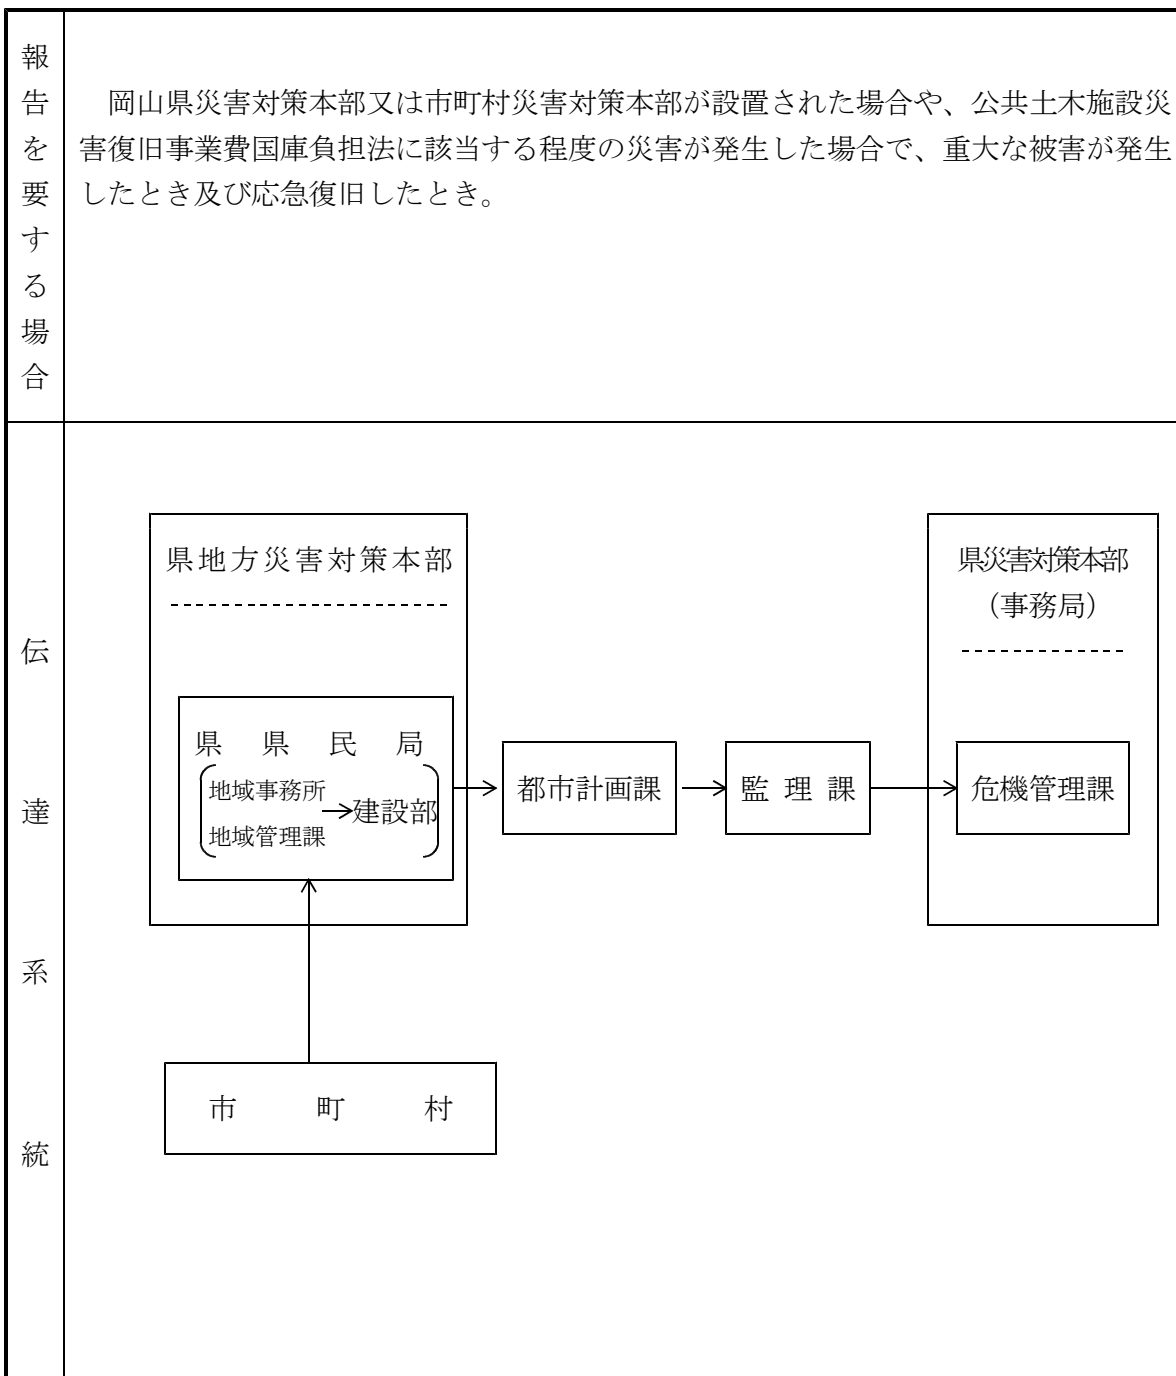 報告を要する場合
　岡山県災害対策本部又は市町村災害対策本部が設置された場合や、公共土木施設災
害復旧事業費国庫負担法に該当する程度の災害が発生した場合で、重大な被害が発生
したとき及び応急復旧したとき。
伝達系統
県地方災害対策本部
県県民局
地域事務所
地域管理課
建設部
都市計画課
監理課
県災害対策本部
（事務局）
危機管理課
市町村